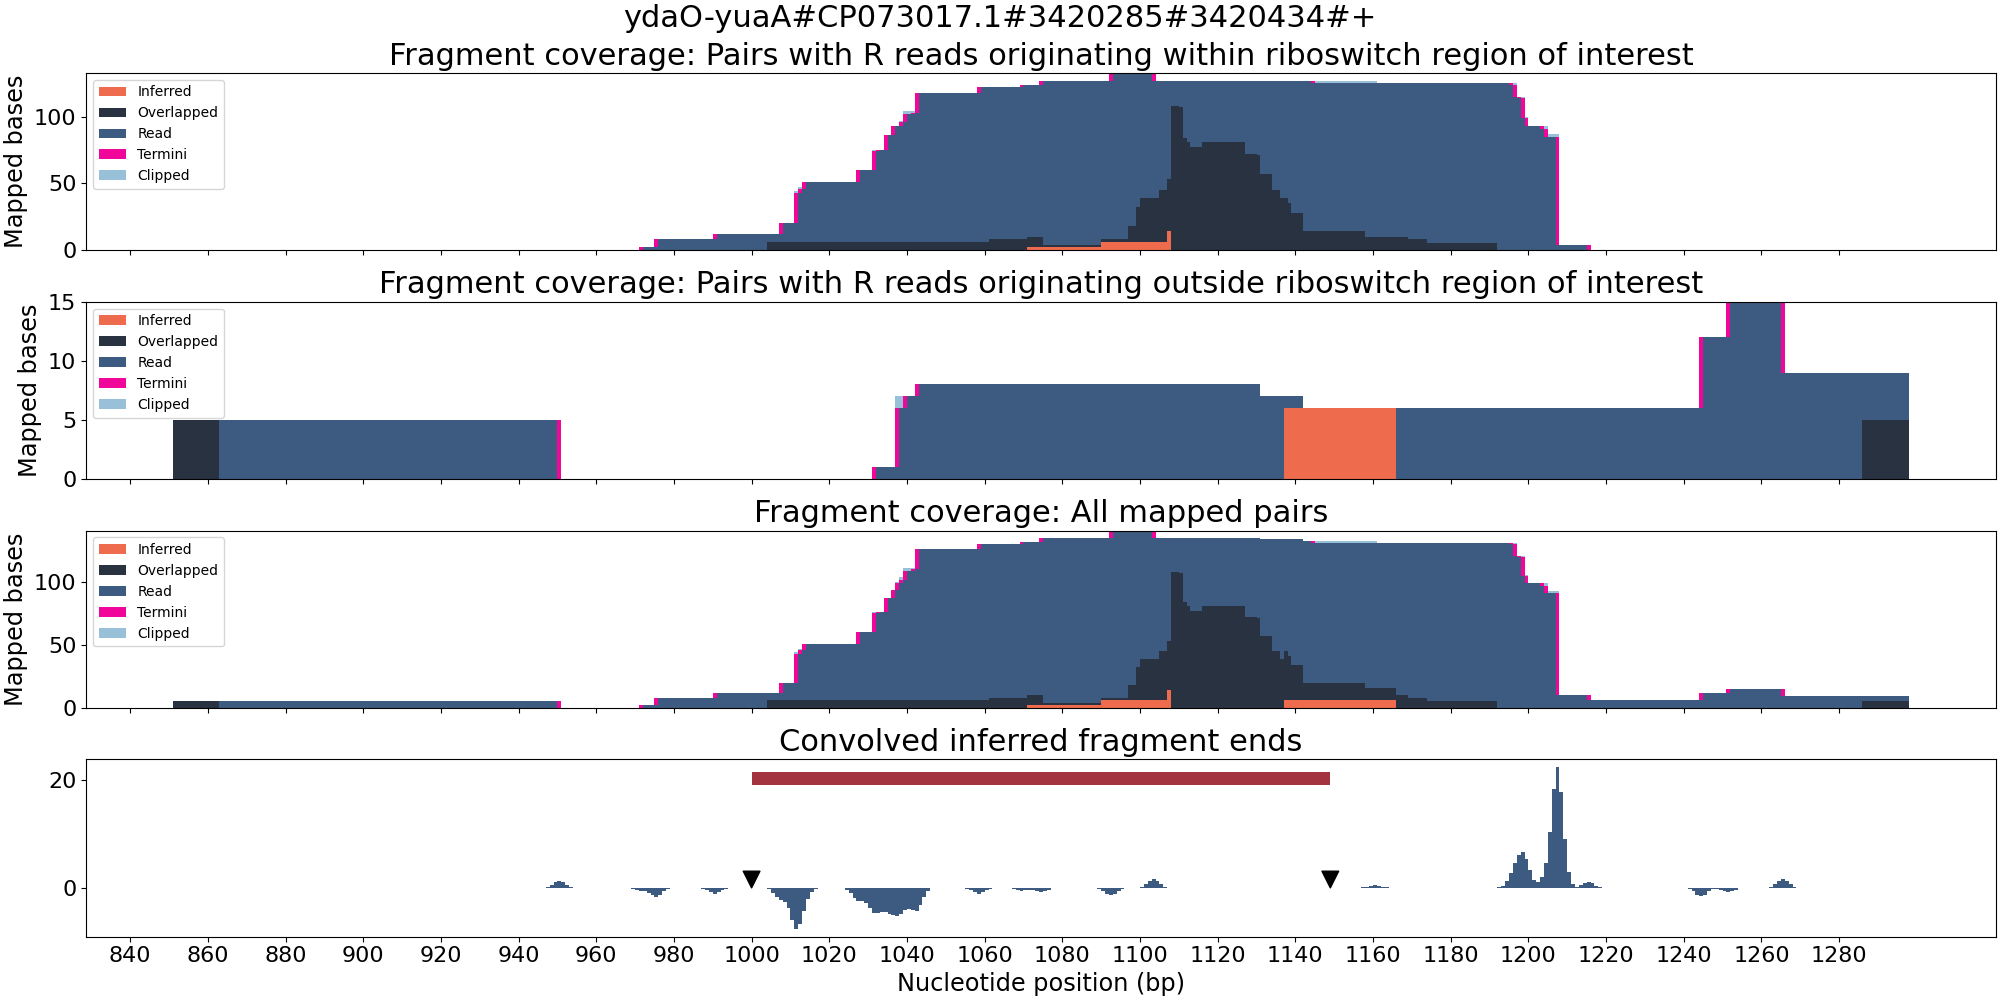 ydaO-yuaA#CP073017.1#3420285#3420434#+
Fragment coverage: Pairs with R reads originating within riboswitch region of interest
Mapped bases
100
50
0
Inferred
Overlapped
Read
Termini
Clipped
Fragment coverage: Pairs with R reads originating outside riboswitch region of interest
Mapped bases
15
10
5
0
Inferred
Overlapped
Read
Termini
Clipped
Fragment coverage: All mapped pairs
Mapped bases
100
50
0
Inferred
Overlapped
Read
Termini
Clipped
Convolved inferred fragment ends
20
0
840 860 880 900 920 940 960 980 1000 1020 1040 1060 1080 1100 1120 1140 1160 1180 1200 1220 1240 1260 1280
Nucleotide position (bp)